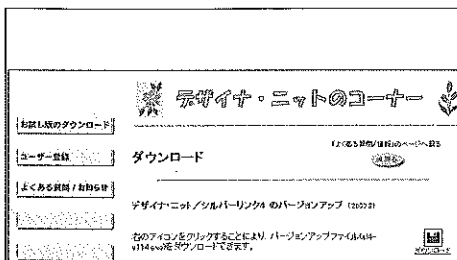 デザイナ・ニットのコーナー
お試し版のダウンロード
ユーザー登録
よくある質問 / お知らせ
「よくある質問/情報」のページへ戻る
ダウンロード
デザイナ・ニット／シルバーリンク4 のバージョンアップ
右のアイコンをクリックすることにより、バージョンアップファイル
をダウンロードできます。
ダウンロード